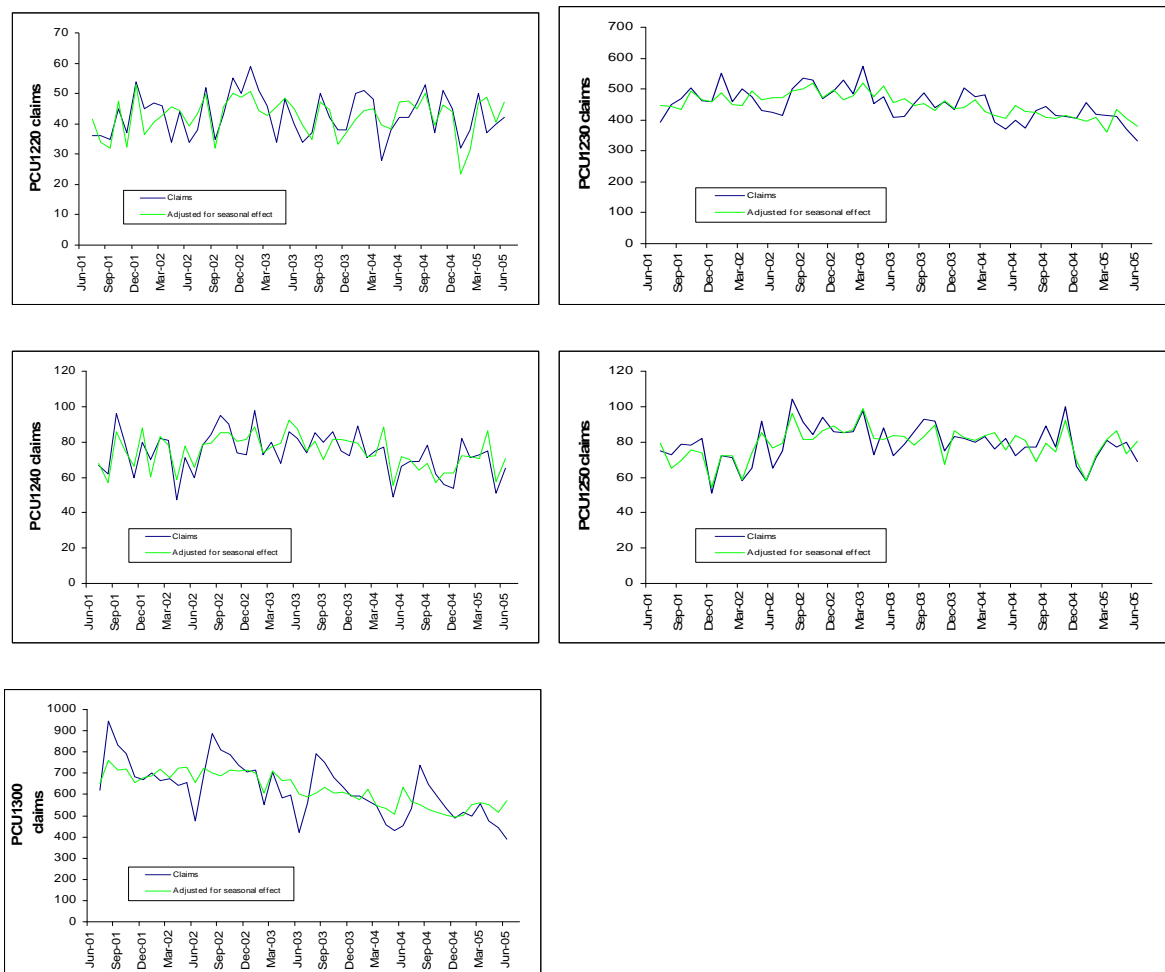 PCU1220 claims
70
60
50
40
30
20
10
0
Claims
Adjusted for seasonal effect
Jun-01
Sep-01
Dec-01
Mar-02
Jun-02
Sep-02
Dec-02
Mar-03
Jun-03
Sep-03
Dec-03
Mar-04
Jun-04
Sep-04
Dec-04
Mar-05
Jun-05
PCU1230 claims
700
600
500
400
300
200
100
0
Claims
Adjusted for seasonal effect
Jun-01
Sep-01
Dec-01
Mar-02
Jun-02
Sep-02
Dec-02
Mar-03
Jun-03
Sep-03
Dec-03
Mar-04
Jun-04
Sep-04
Dec-04
Mar-05
Jun-05
PCU1240 claims
120
100
80
60
40
20
0
Claims
Adjusted for seasonal effect
Jun-01
Sep-01
Dec-01
Mar-02
Jun-02
Sep-02
Dec-02
Mar-03
Jun-03
Sep-03
Dec-03
Mar-04
Jun-04
Sep-04
Dec-04
Mar-05
Jun-05
PCU1250 claims
120
100
80
60
40
20
0
Claims
Adjusted for seasonal effect
Jun-01
Sep-01
Dec-01
Mar-02
Jun-02
Sep-02
Dec-02
Mar-03
Jun-03
Sep-03
Dec-03
Mar-04
Jun-04
Sep-04
Dec-04
Mar-05
Jun-05
PCU1300
claims
1000
900
800
700
600
500
400
300
200
100
0
Claims
Adjusted for seasonal effect
Jun-01
Sep-01
Dec-01
Mar-02
Jun-02
Sep-02
Dec-02
Mar-03
Jun-03
Sep-03
Dec-03
Mar-04
Jun-04
Sep-04
Dec-04
Mar-05
Jun-05